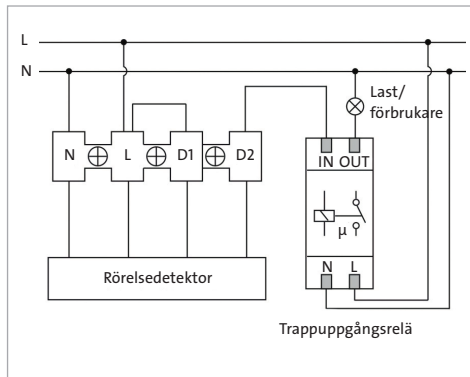 L
N
Last/
förbrukare
N L D1 D2
IN OUT
µ
N L
Rörelsedetektor
Trappuppgångsrelä